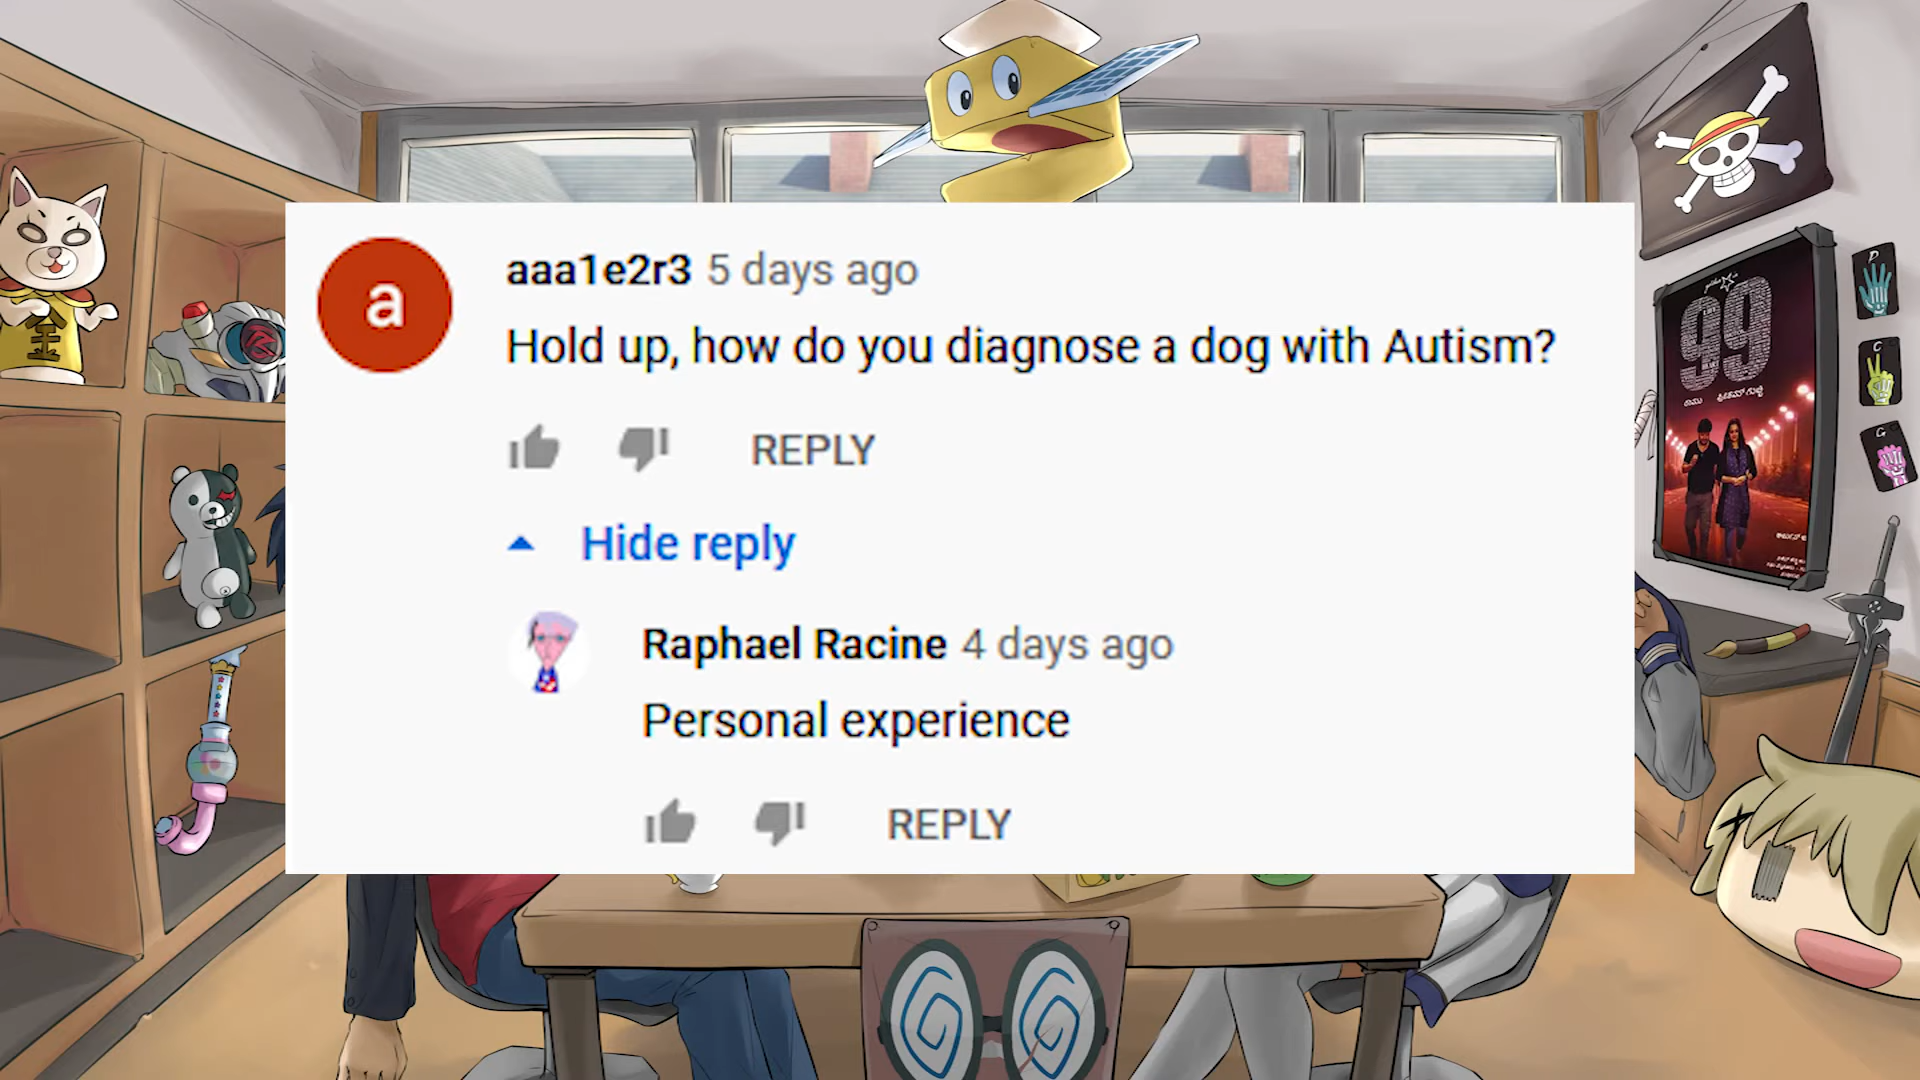 aaa1e2r3 5 days ago
a
Hold up, how do you diagnose a dog with Autism?
REPLY
Hide reply
Raphael Racine 4 days ago
Personal experience
REPLY
99
P
C
G
金